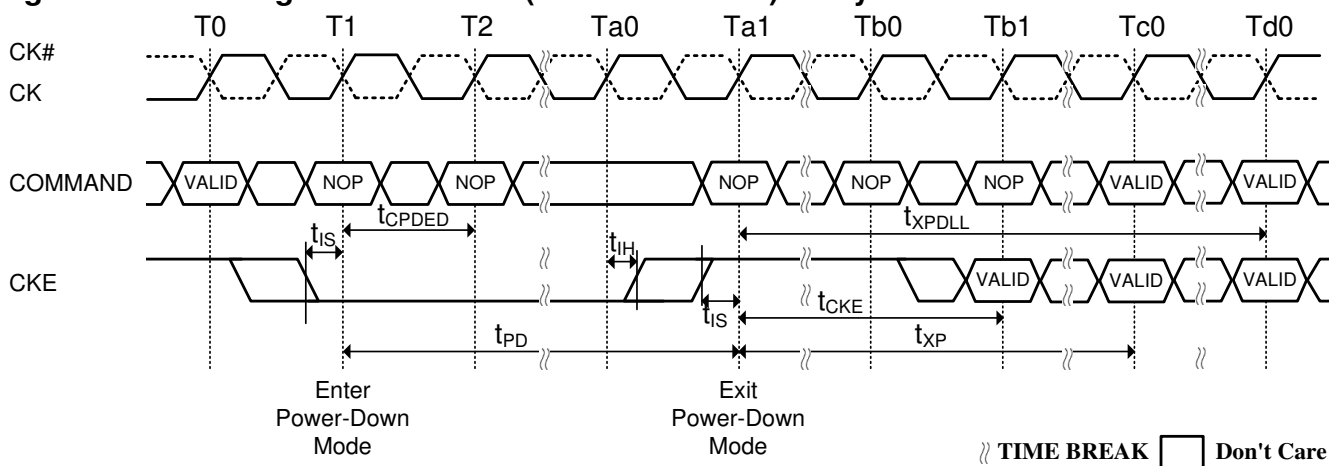 T0 T1 T2 Ta0 Ta1 Tb0 Tb1 Tc0 Td0
CK#
CK
COMMAND VALID NOP NOP NOP NOP NOP VALID VALID
tCPDED tXPDLL
tIS tIH
CKE VALID VALID VALID
tIS tCKE
tPD tXP
Enter
Power-Down
Mode
Exit
Power-Down
Mode
TIME BREAK Don't Care